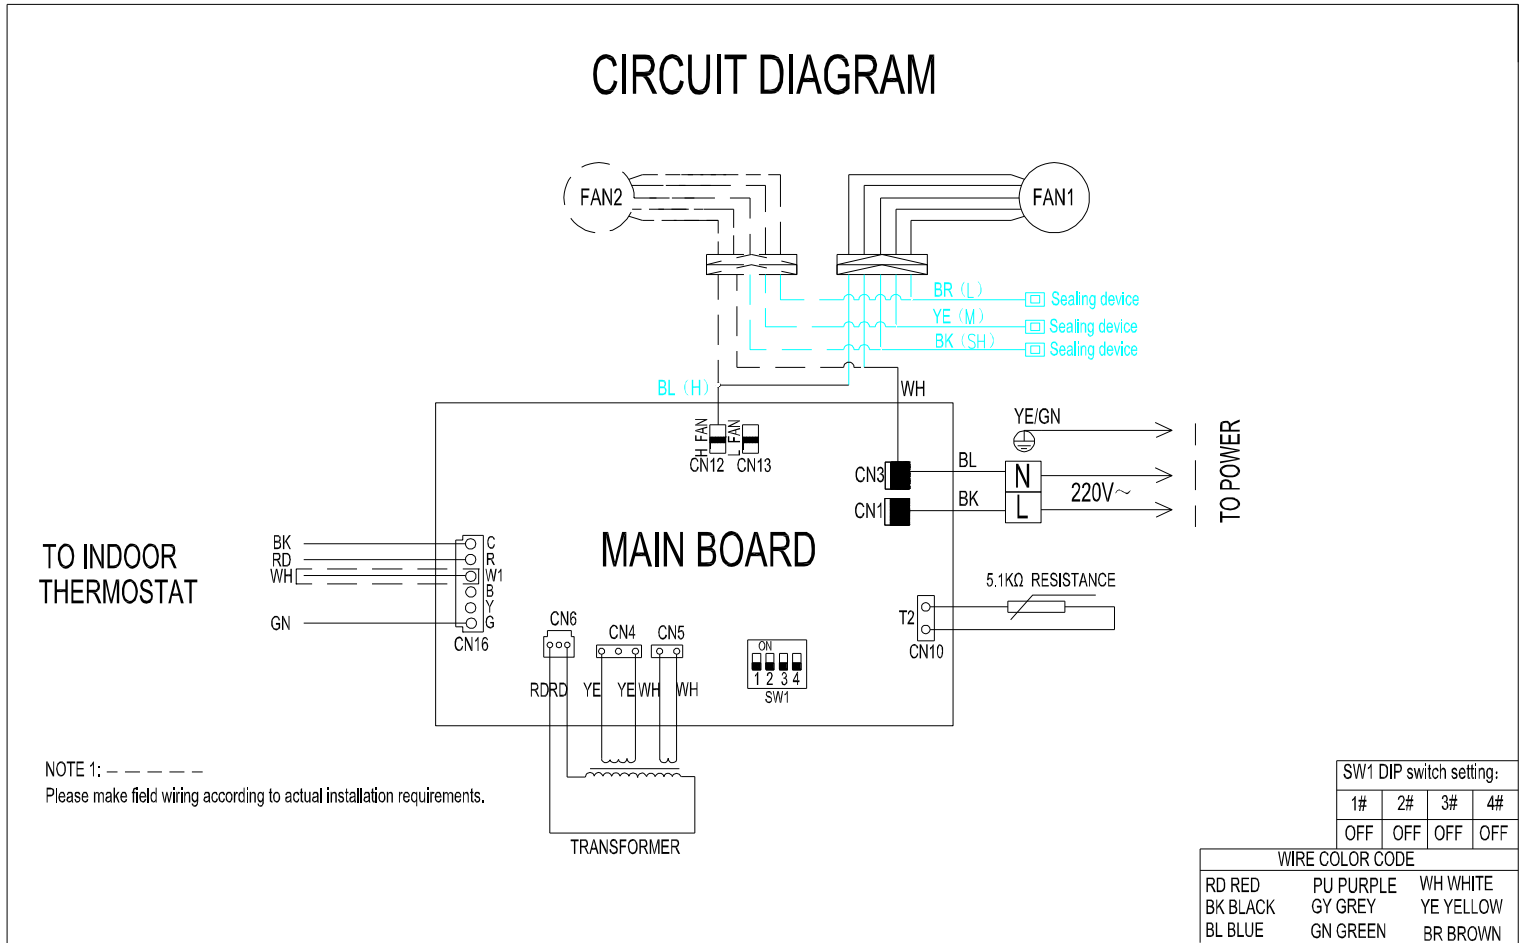 CIRCUIT DIAGRAM
FAN2
FAN1
BR (L)
Sealing device
YE (M)
Sealing device
BK (SH)
Sealing device
BL (H)
WH
H FAN
L FAN
CN12
CN13
YE/GN
CN3
BL
N
CN1
BK
L
220V~
TO POWER
MAIN BOARD
TO INDOOR
THERMOSTAT
BK
RD
WH
GN
C
R
W1
B
Y
G
CN16
5.1KΩ RESISTANCE
T2
CN10
CN6
CN4
CN5
ON
1 2 3 4
SW1
RD RD YE YE WH WH
TRANSFORMER
NOTE 1:
Please make field wiring according to actual installation requirements.
SW1 DIP switch setting:
1# 2# 3# 4#
OFF OFF OFF OFF
WIRE COLOR CODE
RD RED PU PURPLE WH WHITE
BK BLACK GY GREY YE YELLOW
BL BLUE GN GREEN BR BROWN